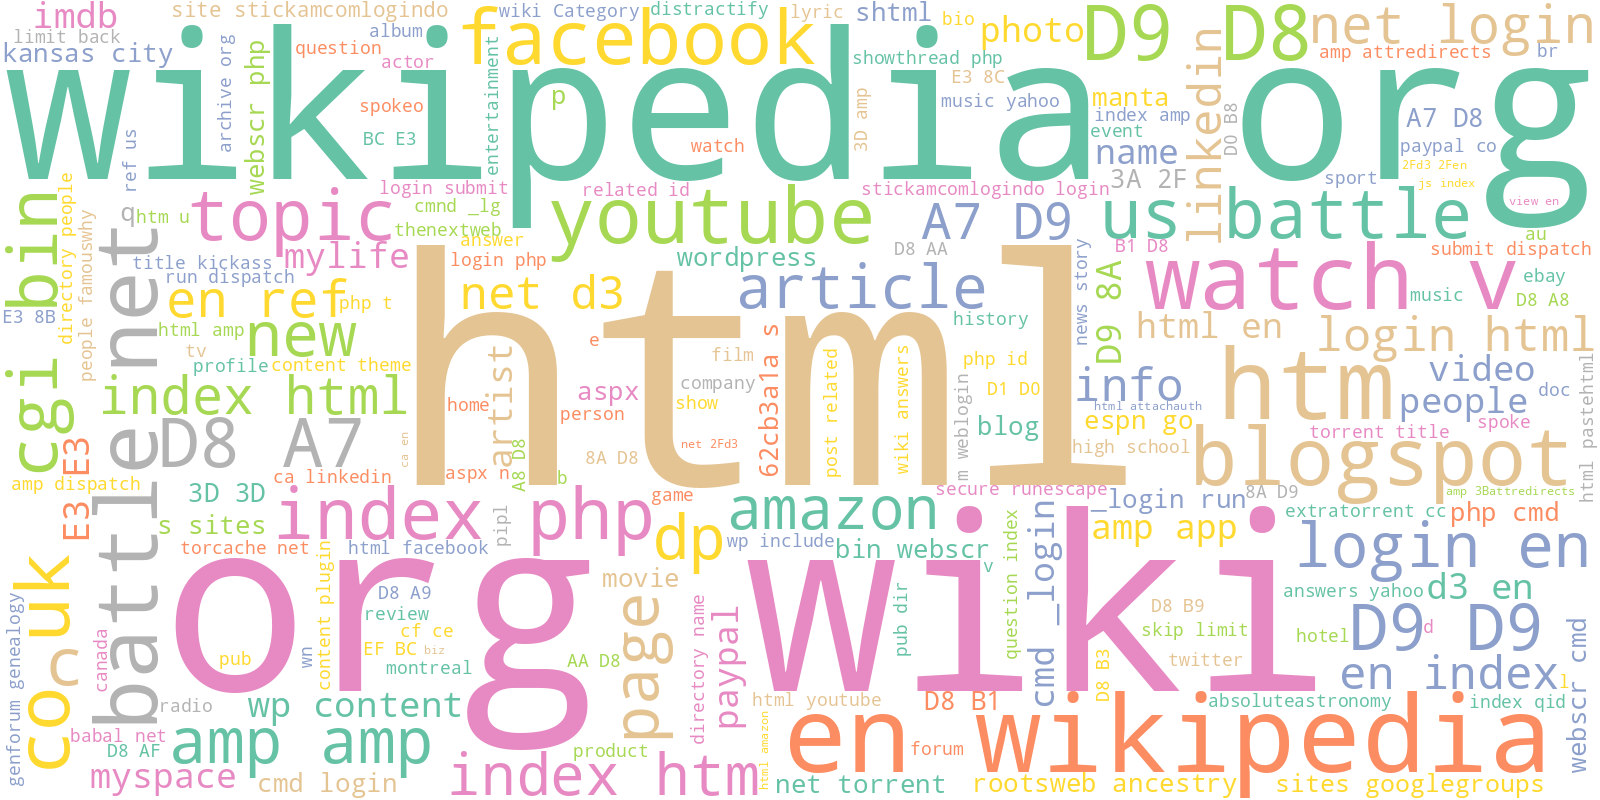 imdb
site stickamcomlogindo
facebook
wiki Category
distractify
lyric
shtml
bio
photo
D9 D8
net login
limit back
album
kansas city
archive org
webscr php
question
actor
entertainment
showthread php
amp attredirects
br
wikipedia org
spokeo
p
E3 8C
music yahoo
manta
index amp
linkedin
A7 D8
BC E3
watch
3D amp
event
name
D0 B8
paypal co
2Fd3 2Fen
ref us
login submit
related id
stickamcomlogindo login
3A 2F
sport
js index
cgi bin
directory people
people famouswhy
q
htm u
topic
cmnd _lg
thenextweb
youtube
A7 D9
us battle
view en
au
battle net
mylife
answer
login php
wordpress
D8 AA
news story
B1 D8
submit dispatch
title kickass
run dispatch
en ref
php t
net d3
article
D9 8A
watch v
ebay
music
D8 A8
E3 8B
html amp
new
html
history
html en
login html
tv
profile
content theme
artist
e
62cb3a1a s
film
post related
wiki answers
php id
index html
home
aspx
person
company
show
m weblogin
D1 D0
info
html attachauth
htm
video
people
doc
html pastehtml
D8 A7
ca en
net 2Fd3
blog
espn go
high school
torrent title
spoke
E3 E3
amp dispatch
ca linkedin
aspx n
A8 D8
b
8A D8
blogspot
3D 3D
s sites
index php
pipl
game
amazon
secure runescape
_login run
8A D9
amp 3Battredirects
extratorrent cc
php cmd
torcache net
html facebook
dp
wp include
bin webscr
v
question index
cmd _login
amp app
login en
co uk
genforum genealogy
c
canada
org
content plugin
wn
D8 A9
review
cf ce
EF BC
biz
montreal
movie
page
AA D8
directory name
paypal
wiki
pub dir
D8 B3
D8 B9
skip limit
twitter
answers yahoo
d3 en
hotel
D9 D9
d
webscr cmd
pub
radio
wp content
html youtube
D8 B1
en index
l
absoluteastronomy
index qid
babal net
D8 AF
amp amp
product
html amazon
en wikipedia
forum
myspace
cmd login
index htm
net torrent
rootsweb ancestry
sites googlegroups